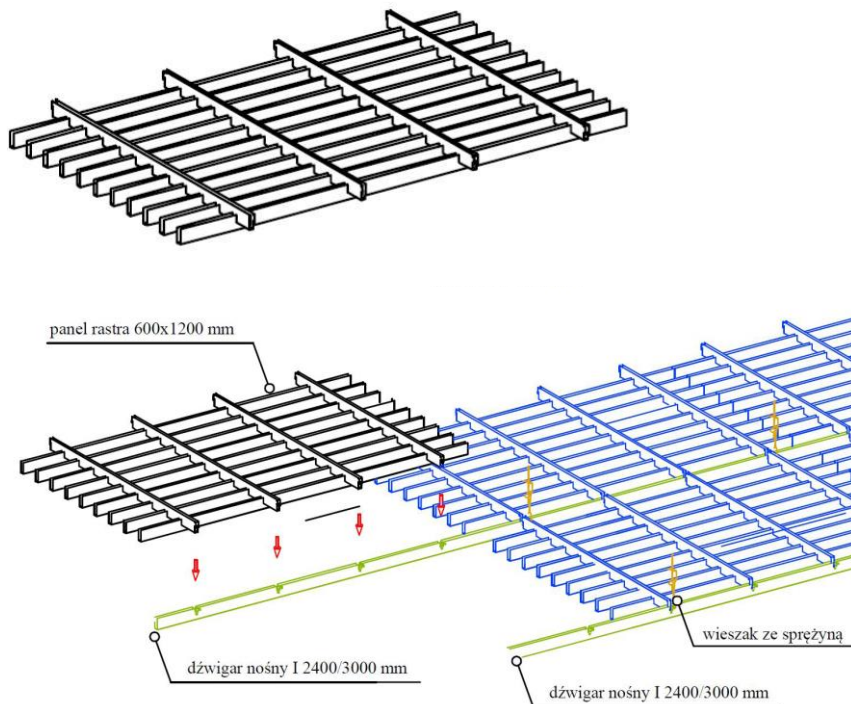 panel rastra 600x1200 mm
wieszak ze sprężyną
dźwigar nośny I 2400/3000 mm
dźwigar nośny I 2400/3000 mm